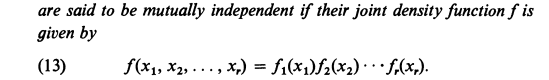 are said to be mutually independent if their joint density function f is
given by
(13) f(x₁, x₂, . . . , xᵣ) = f₁(x₁)f₂(x₂) · · · fᵣ(xᵣ).